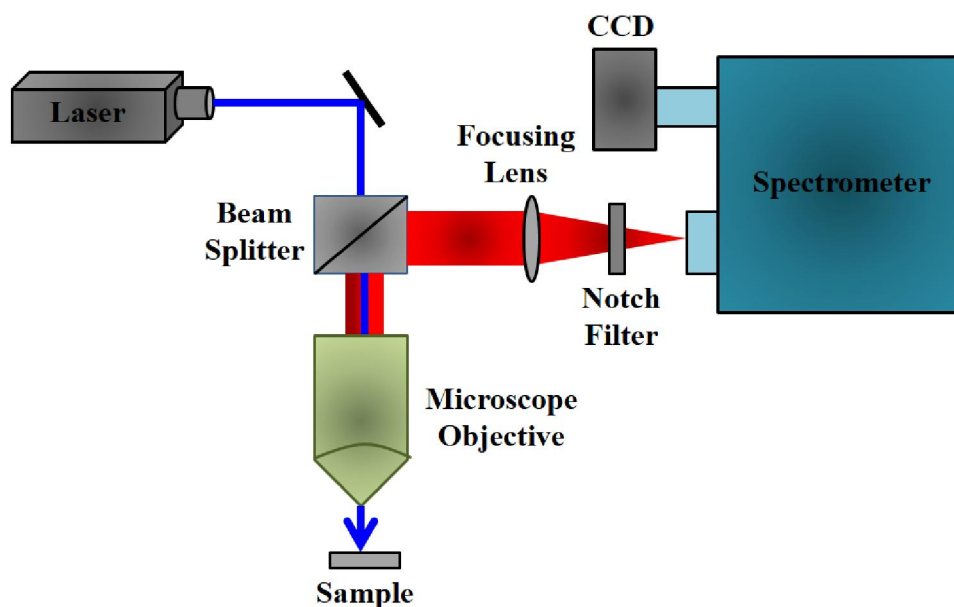 CCD
Laser
Focusing
Lens
Spectrometer
Beam
Splitter
Notch
Filter
Microscope
Objective
Sample